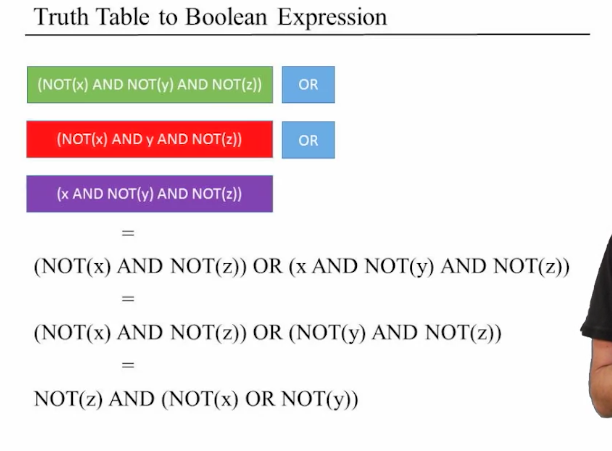 Truth Table to Boolean Expression
(NOT(x) AND NOT(y) AND NOT(z)) OR
(NOT(x) AND y AND NOT(z)) OR
(x AND NOT(y) AND NOT(z))
=
(NOT(x) AND NOT(z)) OR (x AND NOT(y) AND NOT(z))
=
(NOT(x) AND NOT(z)) OR (NOT(y) AND NOT(z))
=
NOT(z) AND (NOT(x) OR NOT(y))